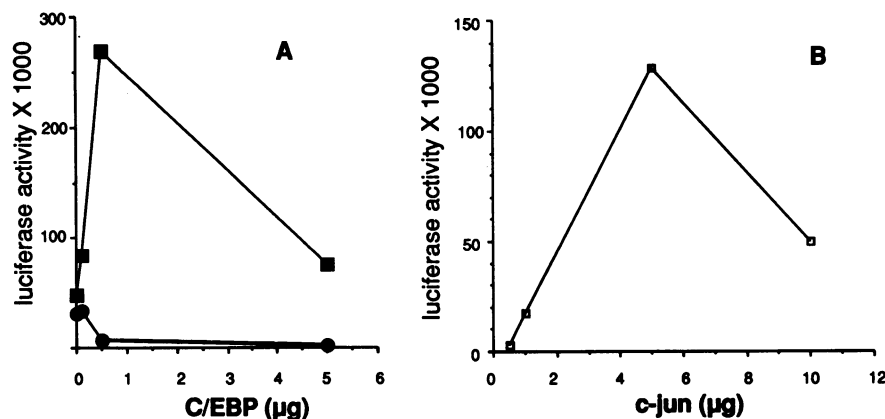 A
luciferase activity X 1000
300
200
100
0 1 2 3 4 5 6
C/EBP (µg)
B
luciferase activity X 1000
150
100
50
0
0 2 4 6 8 10 12
c-jun (µg)